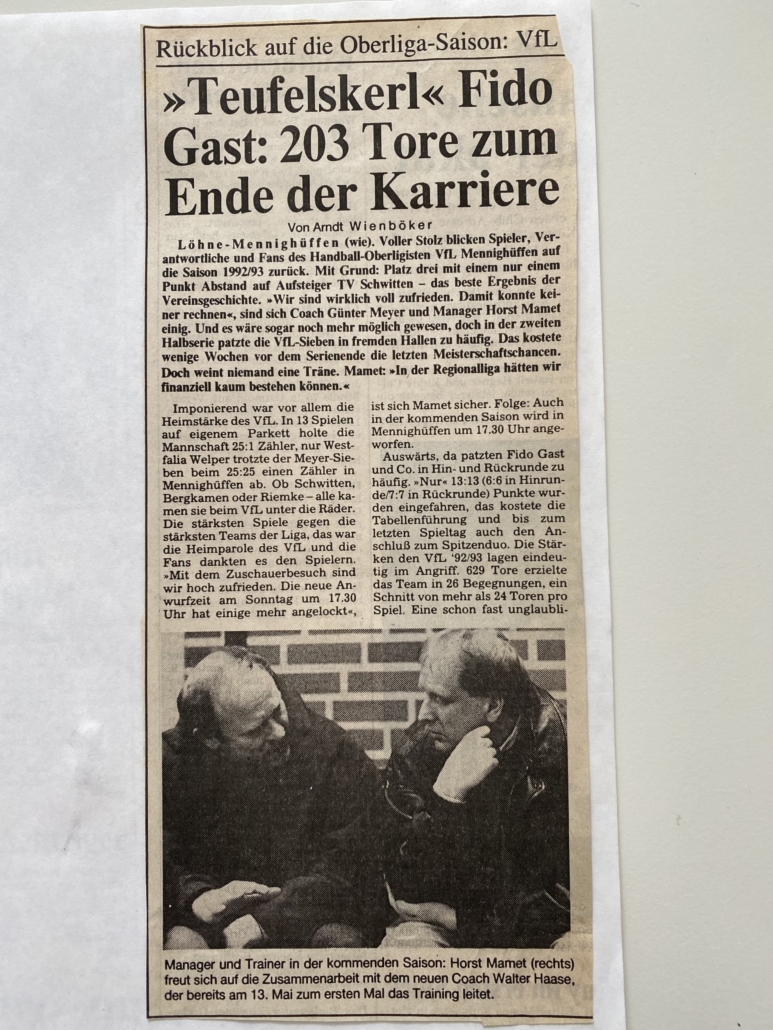 Rückblick auf die Oberliga-Saison: VfL
»Teufelskerl« Fido
Gast: 203 Tore zum
Ende der Karriere
Von Arndt Wienböker
Löhne-Mennighüffen (wie). Voller Stolz blicken Spieler, Ver-
antwortliche und Fans des Handball-Oberligisten VfL Mennighüffen auf
die Saison 1992/93 zurück. Mit Grund: Platz drei mit einem nur einem
Punkt Abstand auf Aufsteiger TV Schwitten – das beste Ergebnis der
Vereinsgeschichte. »Wir sind wirklich voll zufrieden. Damit konnte kei-
ner rechnen«, sind sich Coach Günter Meyer und Manager Horst Mamet
einig. Und es wäre sogar noch mehr möglich gewesen, doch in der zweiten
Halbserie patzte die VfL-Sieben in fremden Hallen zu häufig. Das kostete
wenige Wochen vor dem Serienende die letzten Meisterschaftschancen.
Doch weint niemand eine Träne. Mamet: »In der Regionalliga hätten wir
finanziell kaum bestehen können.«
Imponierend war vor allem die
Heimstärke des VfL. In 13 Spielen
auf eigenem Parkett holte die
Mannschaft 25:1 Zähler, nur West-
falia Welper trotzte der Meyer-Sie-
ben beim 25:25 einen Zähler in
Mennighüffen ab. Ob Schwitten,
Bergkamen oder Riemke – alle ka-
men sie beim VfL unter die Räder.
Die stärksten Spiele gegen die
stärksten Teams der Liga, das war
die Heimparole des VfL und die
Fans dankten es den Spielern.
»Mit dem Zuschauerbesuch sind
wir hoch zufrieden. Die neue An-
wurfzeit am Sonntag um 17.30
Uhr hat einige mehr angelockt«,
ist sich Mamet sicher. Folge: Auch
in der kommenden Saison wird in
Mennighüffen um 17.30 Uhr ange-
worfen.
Auswärts, da patzten Fido Gast
und Co. in Hin- und Rückrunde zu
häufig. »Nur« 13:13 (6:6 in Hinrun-
de/7:7 in Rückrunde) Punkte wur-
den eingefahren, das kostete die
Tabellenführung und bis zum
letzten Spieltag auch den An-
schluß zum Spitzenduo. Die Stär-
ken den VfL '92/93 lagen eindeu-
tig im Angriff. 629 Tore erzielte
das Team in 26 Begegnungen, ein
Schnitt von mehr als 24 Toren pro
Spiel. Eine schon fast unglaubli-
Manager und Trainer in der kommenden Saison: Horst Mamet (rechts)
freut sich auf die Zusammenarbeit mit dem neuen Coach Walter Haase,
der bereits am 13. Mai zum ersten Mal das Training leitet.